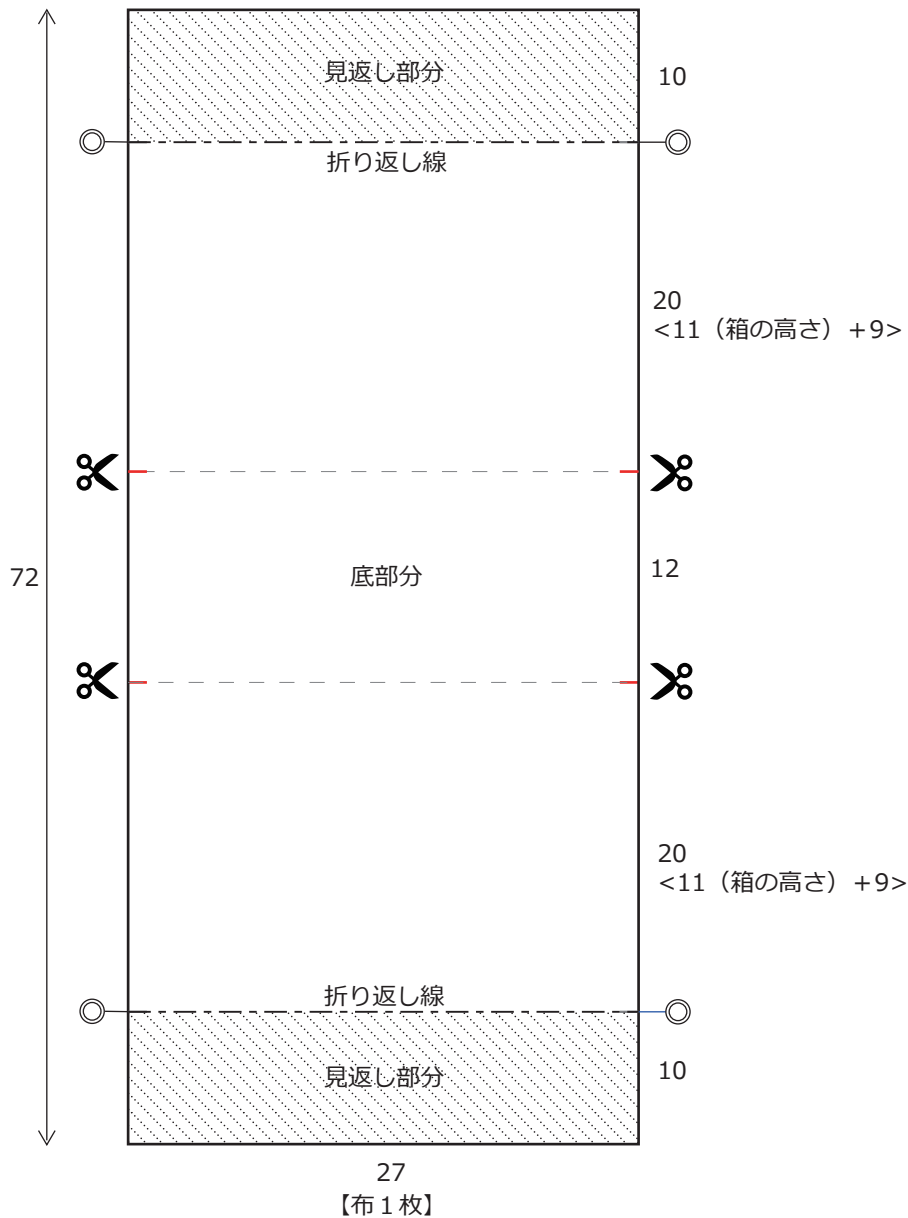 見返し部分
10
折り返し線
20
<11（箱の高さ）＋9>
72
底部分
12
20
<11（箱の高さ）＋9>
折り返し線
見返し部分
10
27
【布１枚】